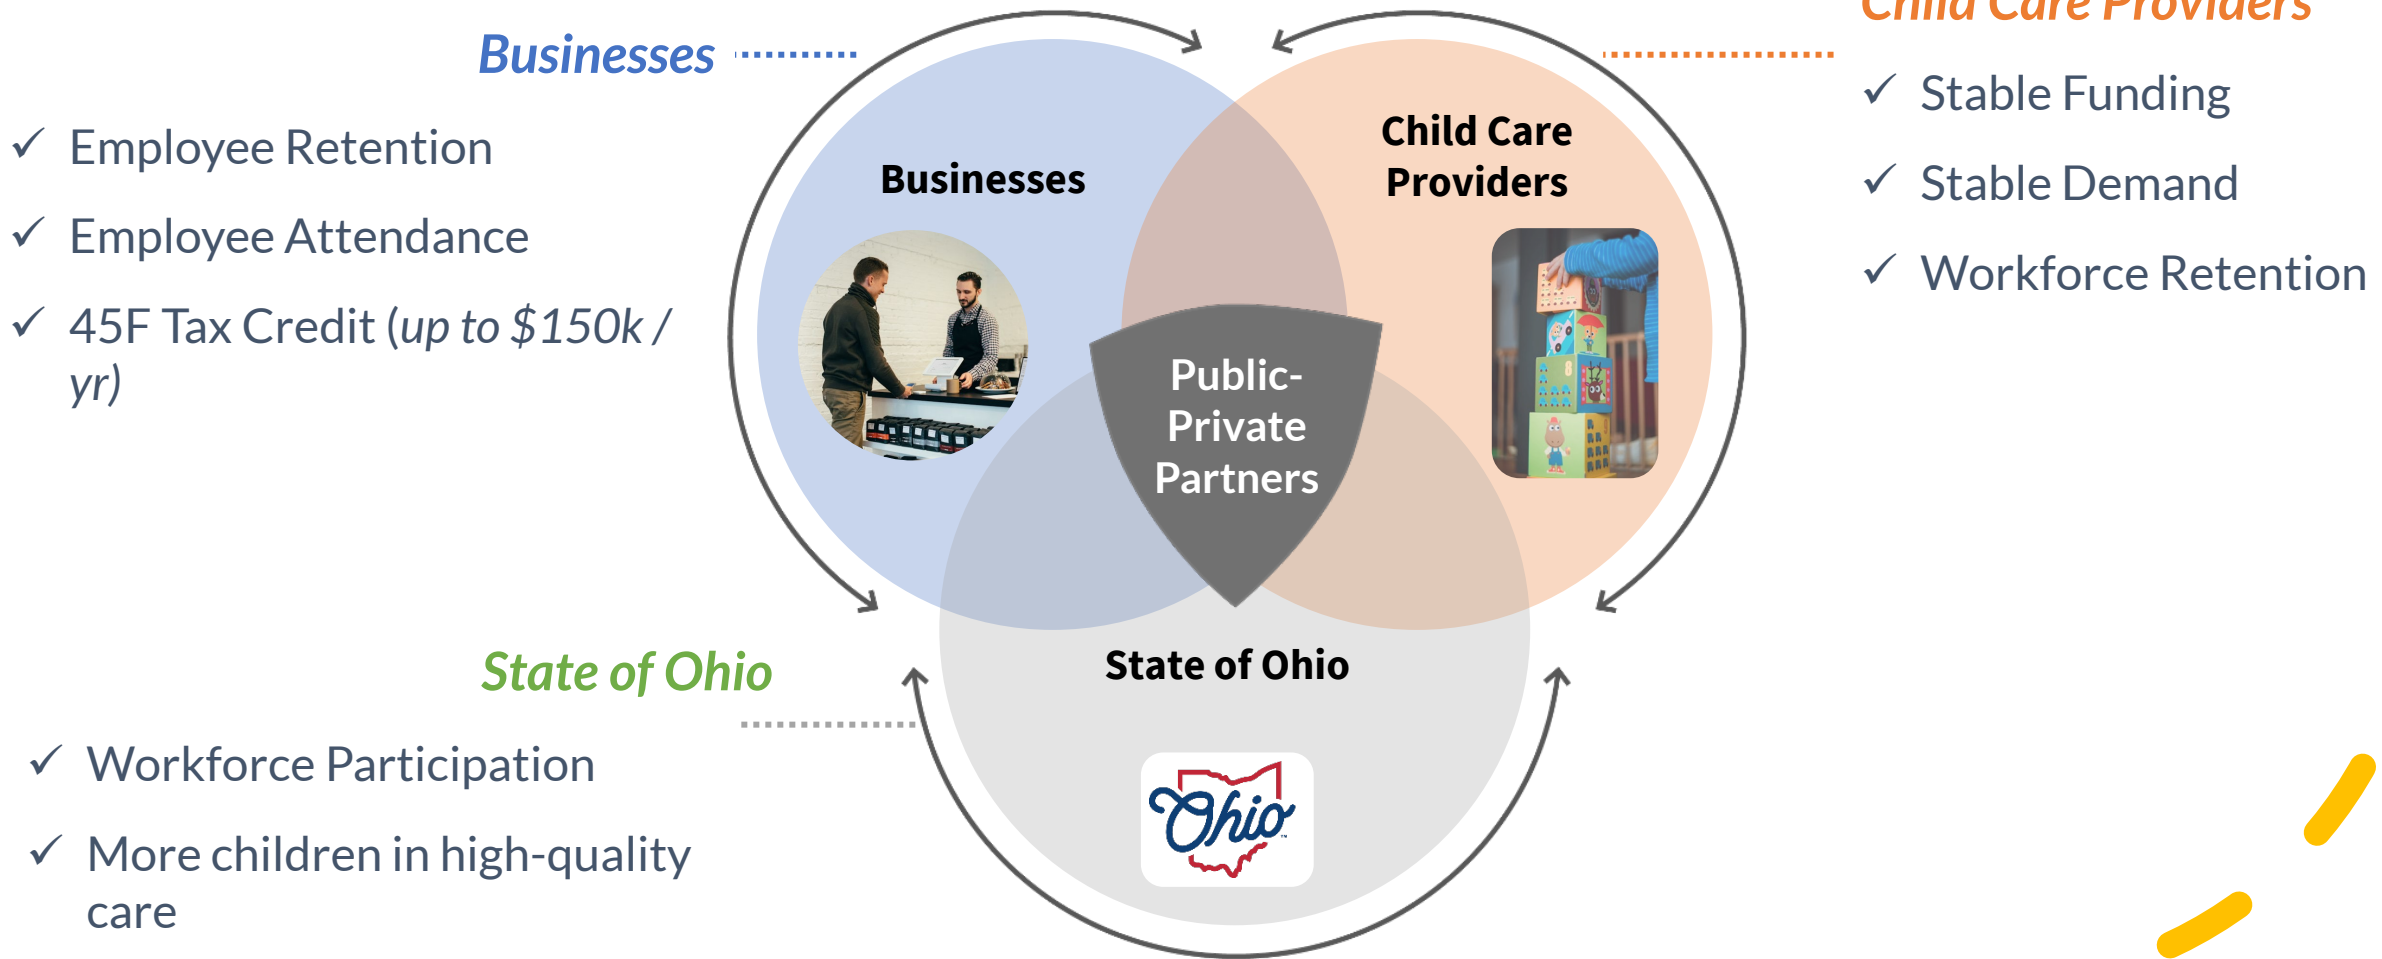 Businesses
Employee Retention
Employee Attendance
45F Tax Credit (up to $150k /
yr)
Businesses
Child Care
Providers
Public-
Private
Partners
State of Ohio
Ohio
Child Care Providers
Stable Funding
Stable Demand
Workforce Retention
State of Ohio
Workforce Participation
More children in high-quality
care